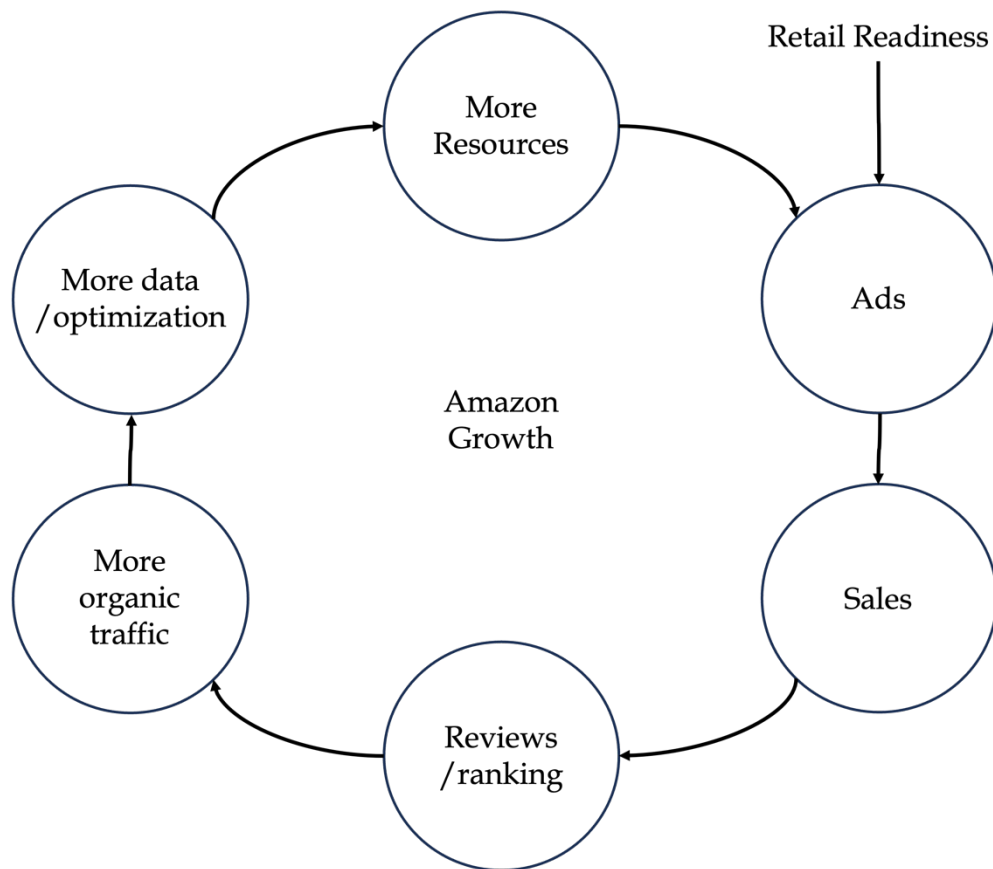 Retail Readiness
More
Resources
Ads
Sales
Reviews
/ranking
More
organic
traffic
More data
/optimization
Amazon
Growth